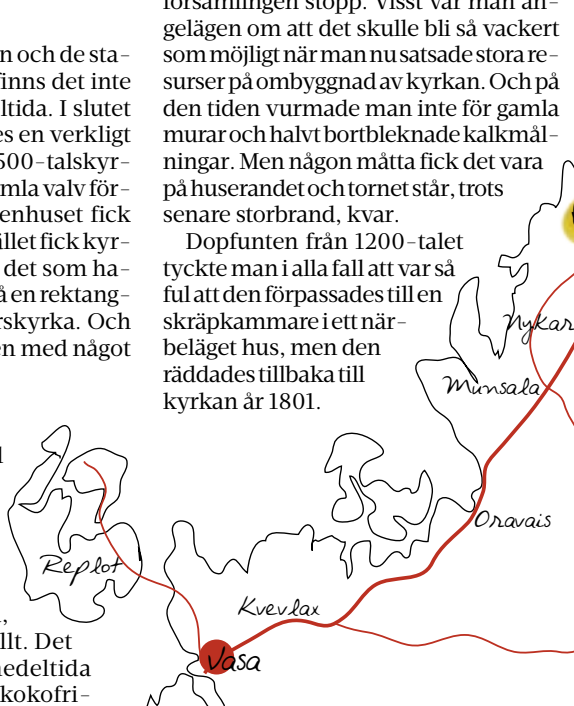 n och de sta-
finns det inte
ltida. I slutet
es en verkligt
500-talskyr-
mla valv för-
enhuset fick
ället fick kyr-
det som ha-
å en rektang-
rskyrka. Och
en med något
församlingen stopp. Visst var man an-
gelägen om att det skulle bli så vackert
som möjligt när man nu satsade stora re-
surser på ombyggnad av kyrkan. Och på
den tiden vurmade man inte för gamla
murar och halvt bortbleknade kalkmål-
ningar. Men någon måtta fick det vara
på huserandet och tornet står, trots
senare storbrand, kvar.
Dopfunten från 1200-talet
tyckte man i alla fall att var så
ful att den förpassades till en
skräpkammare i ett när-
beläget hus, men den
räddades tillbaka till
kyrkan år 1801.
llt. Det
nedeltida
kokofri-
Nykar
Munsala
Oravais
Replot
Kvevlax
Vasa